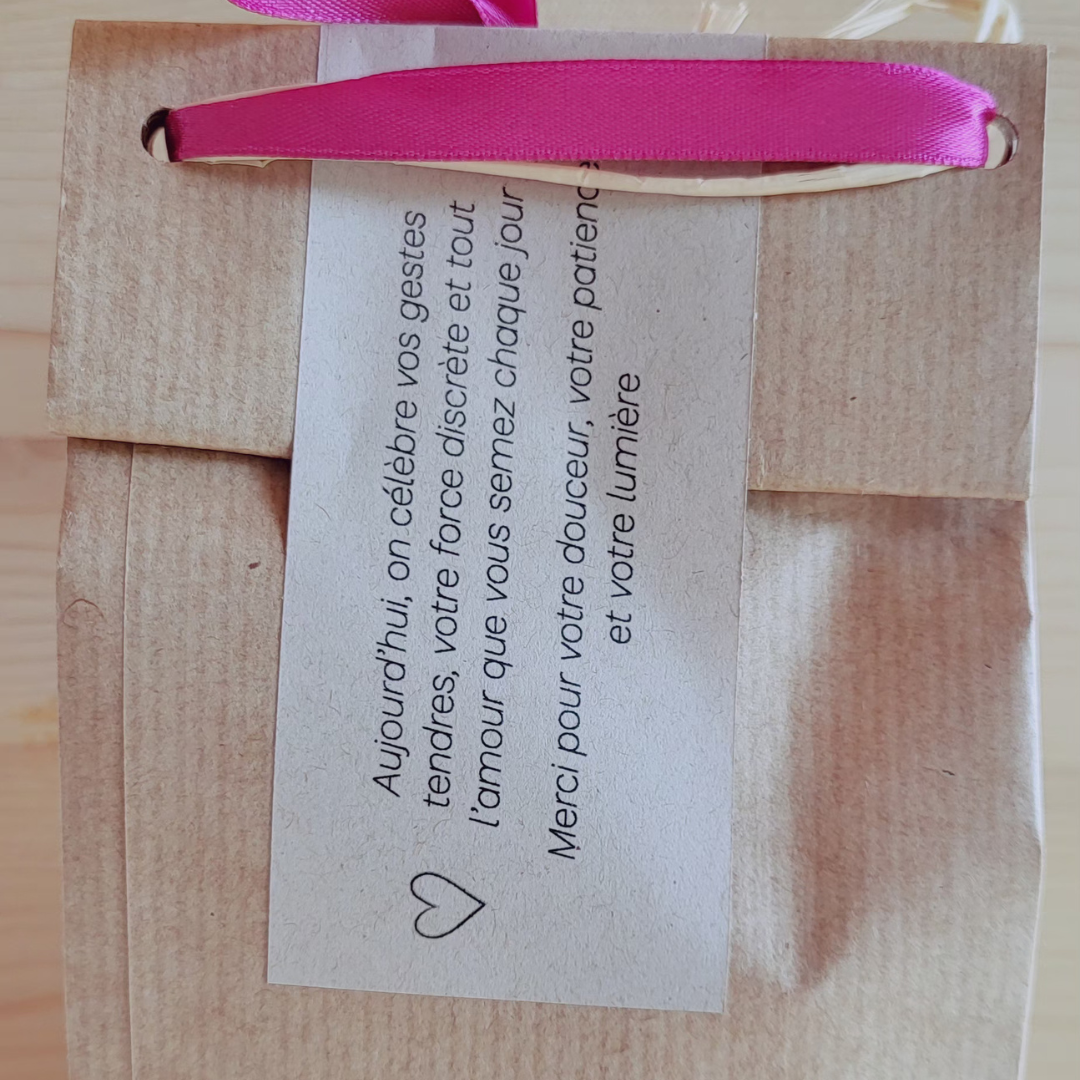 Aujourd'hui, on célèbre vos gestes
tendres, votre force discrète et tout
l'amour que vous semez chaque jour
Merci pour votre douceur, votre patience
et votre lumière